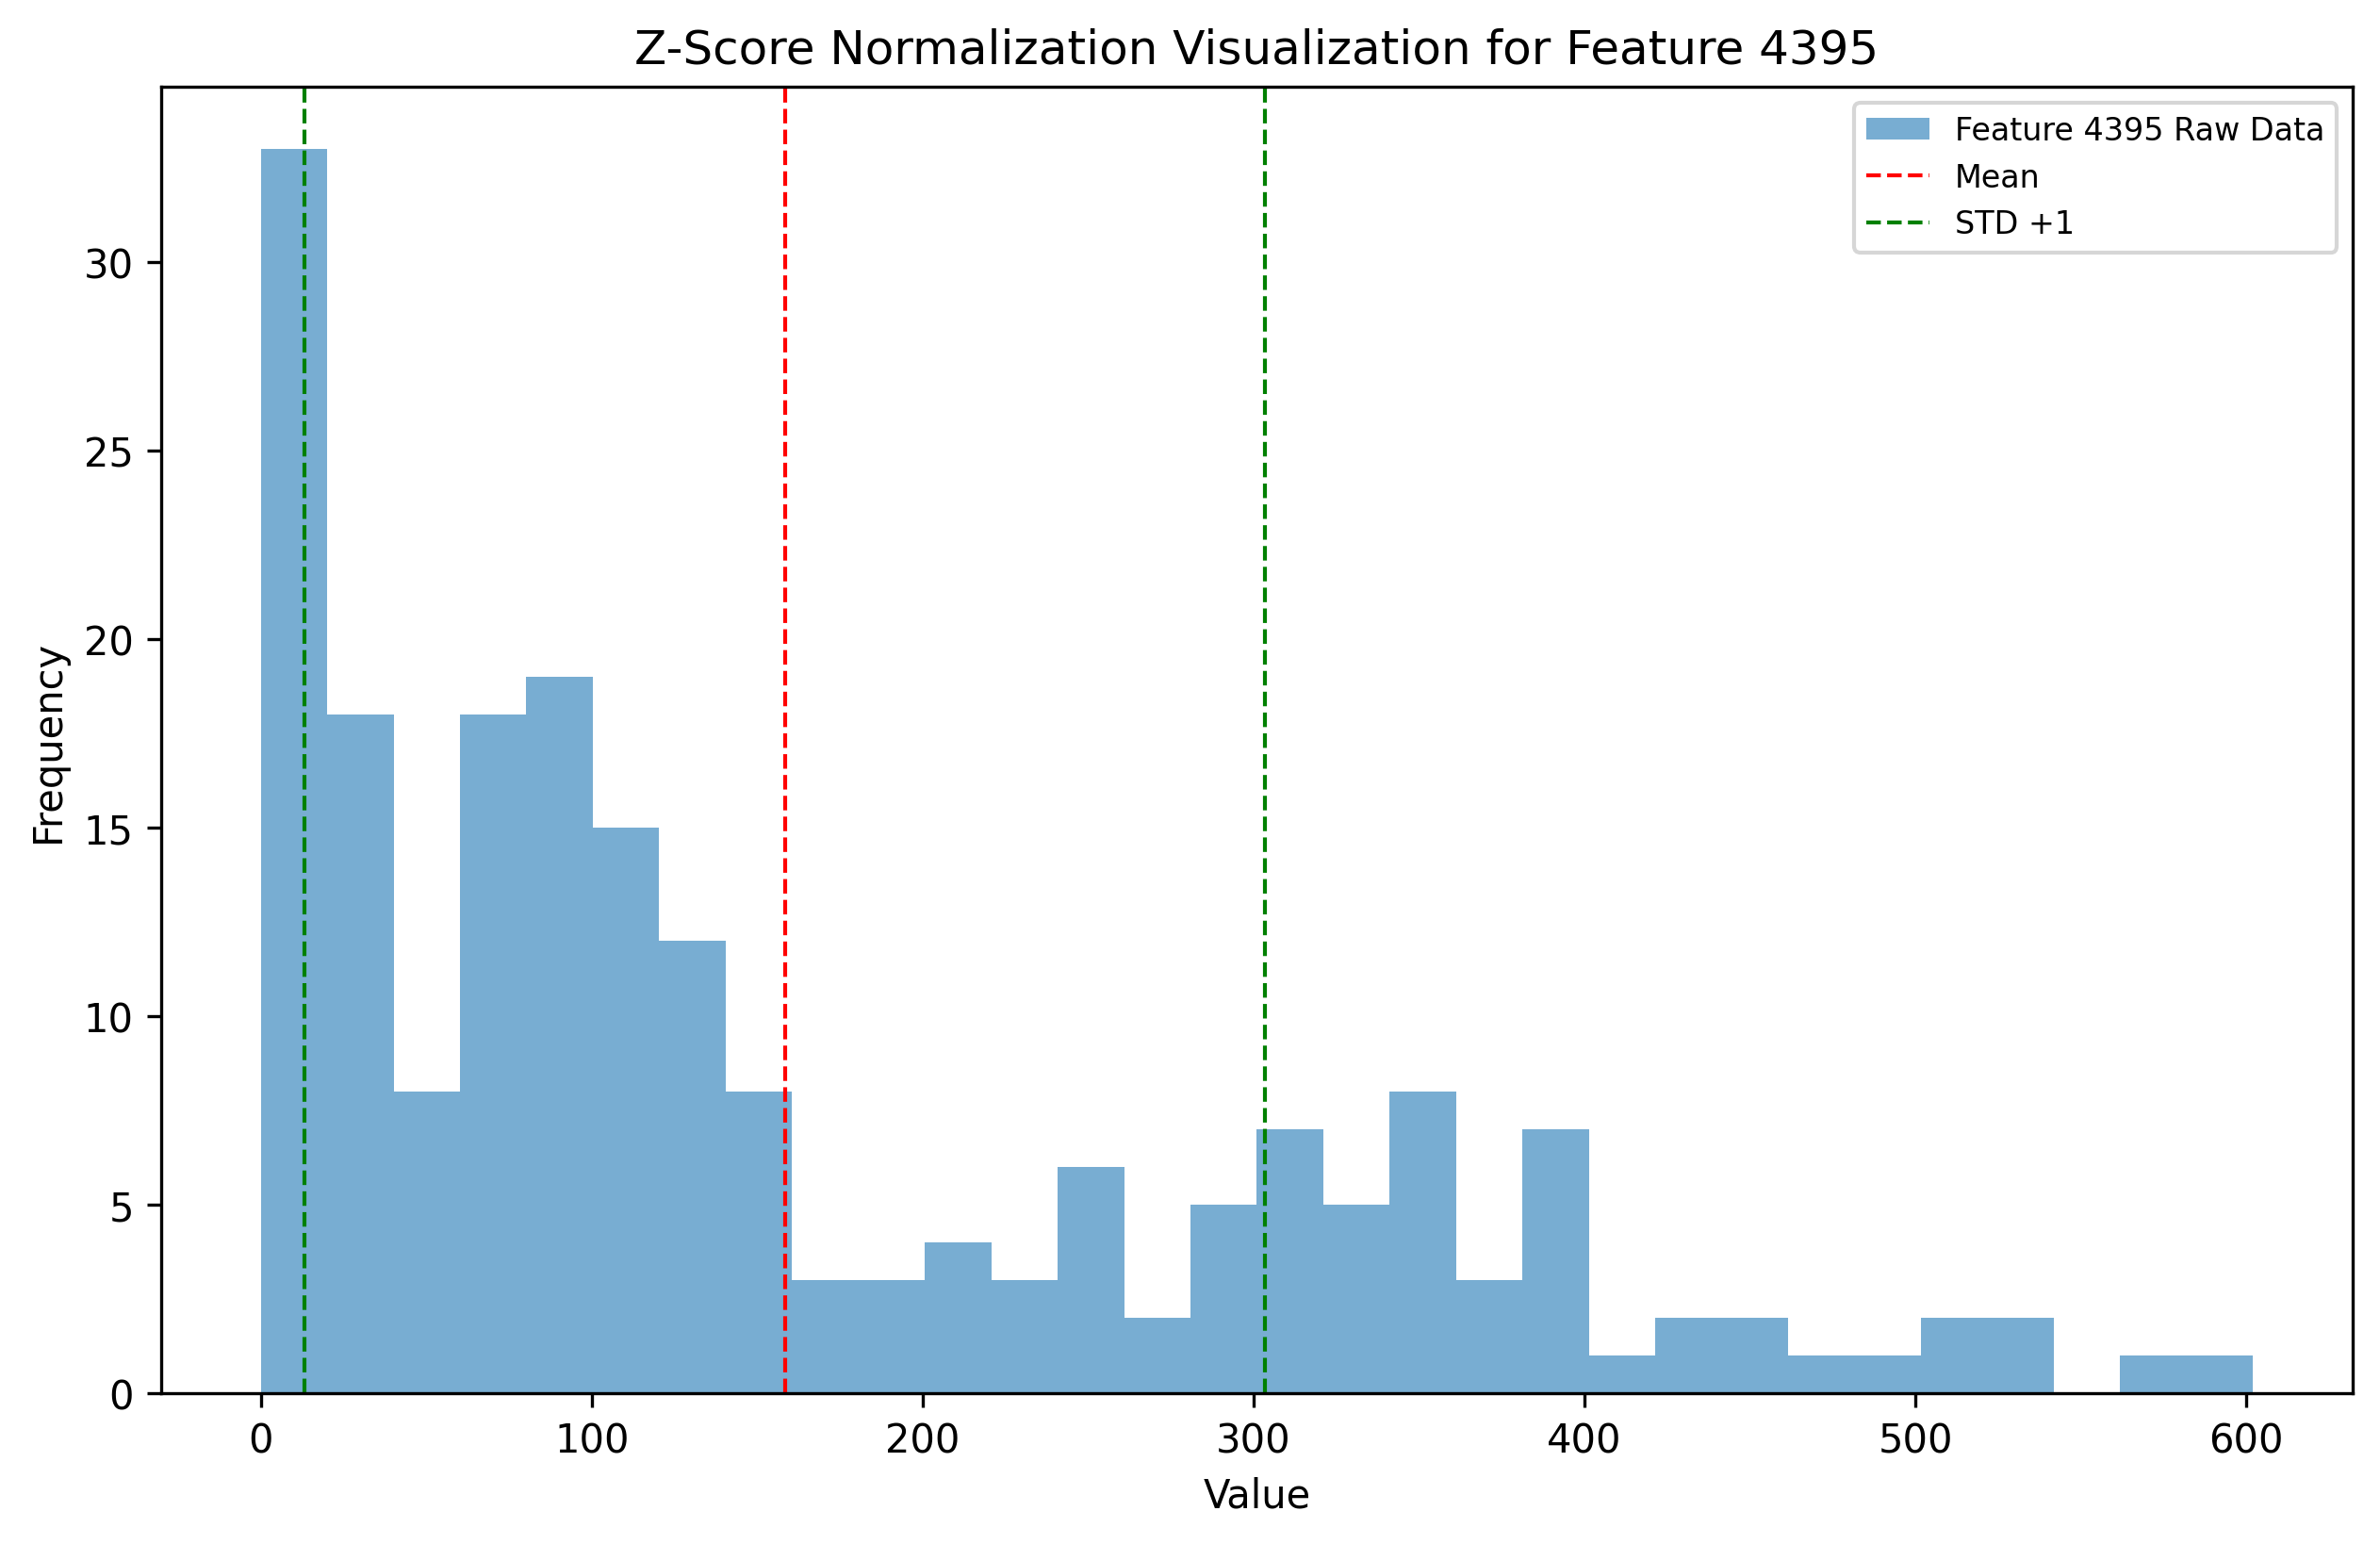 Z-Score Normalization Visualization for Feature 4395
Feature 4395 Raw Data
Mean
STD +1
Frequency
30
25
20
15
10
5
0
0 100 200 300 400 500 600
Value